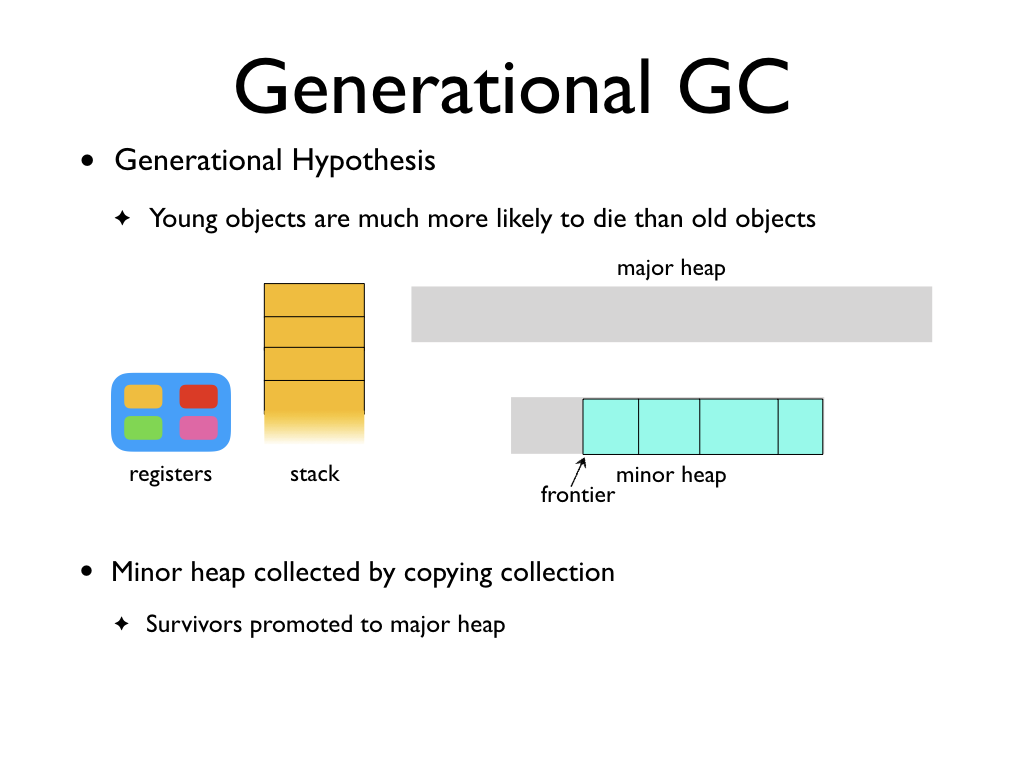 Generational GC
• Generational Hypothesis
✦ Young objects are much more likely to die than old objects
major heap
registers
stack
minor heap
frontier
• Minor heap collected by copying collection
✦ Survivors promoted to major heap